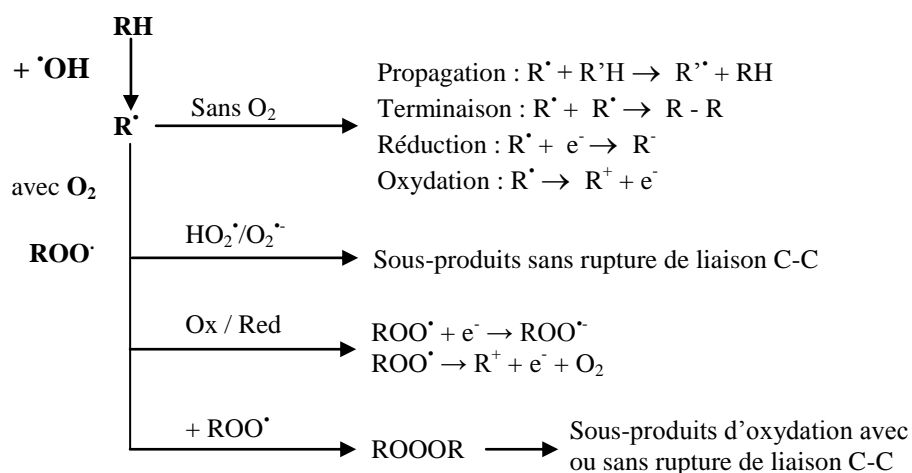 RH
+ •OH
Propagation : R• + R'H → R'• + RH
Sans O₂
Terminaison : R• + R• → R - R
R•
Réduction : R• + e⁻ → R⁻
Oxydation : R• → R⁺ + e⁻
avec O₂
HO₂•/O₂•⁻
ROO·
Sous-produits sans rupture de liaison C-C
Ox / Red
ROO• + e⁻ → ROO•⁻
ROO• → R⁺ + e⁻ + O₂
+ ROO•
ROOOR
Sous-produits d'oxydation avec
ou sans rupture de liaison C-C